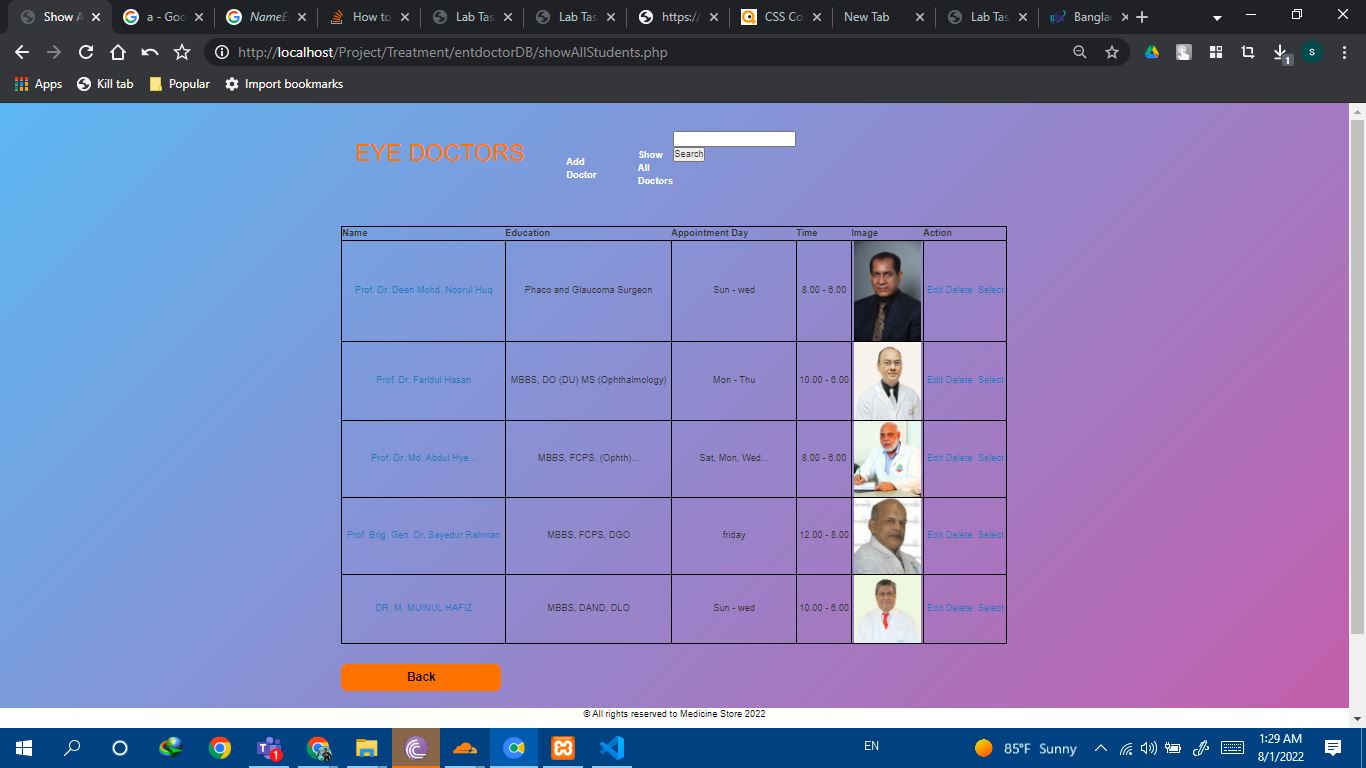 Show A
a - Goo
NameE
How to
Lab Tas
Lab Tas
https:/
CSS Co
New Tab
Lab Tas
Banglad
http://localhost/Project/Treatment/entdoctorDB/showAllStudents.php
1
S
Apps Kill tab Popular Import bookmarks
EYE DOCTORS
Add
Doctor
Show
All
Doctors
Search
Name Education Appointment Day Time Image Action
Prof. Dr. Deen Mohd. Noorul Huq Phaco and Glaucoma Surgeon Sun - wed 8.00 - 6.00 Edit Delete Select
Prof. Dr. Faridul Hasan MBBS, DO (DU) MS (Ophthalmology) Mon - Thu 10.00 - 6.00 Edit Delete Select
Prof. Dr. Md. Abdul Hye... MBBS, FCPS. (Ophth)... Sat, Mon, Wed... 8.00 - 6.00 Edit Delete Select
Prof. Brig. Gen. Dr. Sayedur Rahman MBBS, FCPS, DGO friday 12.00 - 8.00 Edit Delete Select
DR. M. MUINUL HAFIZ MBBS, DAND, DLO Sun - wed 10.00 - 6.00 Edit Delete Select
Back
© All rights reserved to Medicine Store 2022
1
EN
85°F Sunny
1:29 AM
8/1/2022